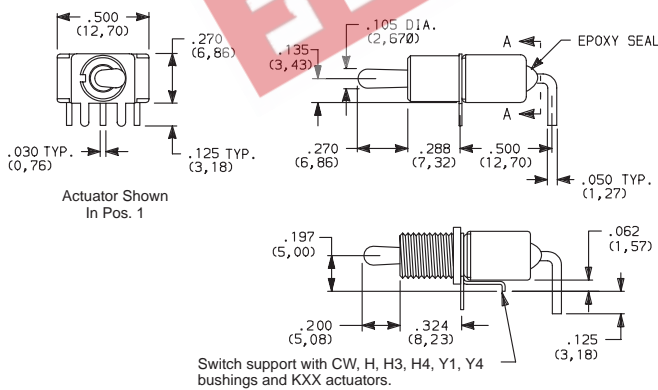 .500
(12,70)
.270
(6,86)
.030 TYP.
(0,76)
.125 TYP.
(3,18)
Actuator Shown
In Pos. 1
.105 DIA.
(2,67Ø)
.135
(3,43)
A
EPOXY SEAL
A
.270
(6,86)
.288
(7,32)
.500
(12,70)
.050 TYP.
(1,27)
.197
(5,00)
.062
(1,57)
.200
(5,08)
.324
(8,23)
.125
(3,18)
Switch support with CW, H, H3, H4, Y1, Y4
bushings and KXX actuators.